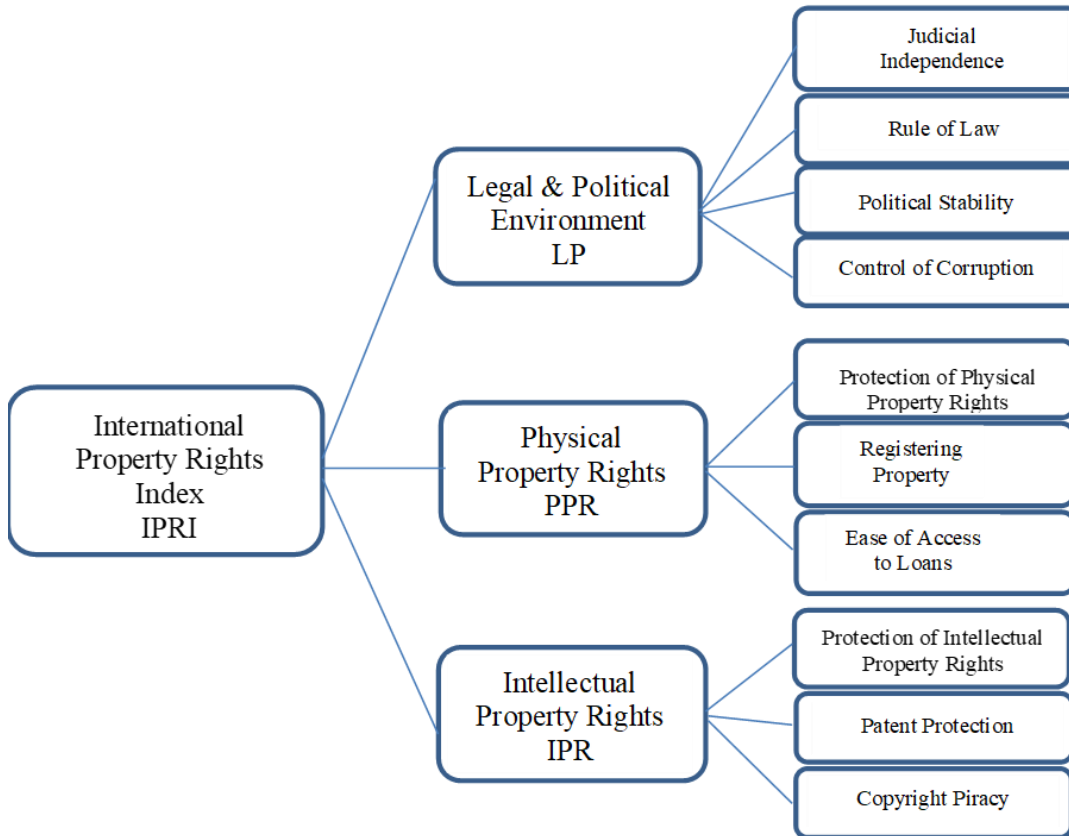 International
Property Rights
Index
IPRI
Legal & Political
Environment
LP
Judicial
Independence
Rule of Law
Political Stability
Control of Corruption
Physical
Property Rights
PPR
Protection of Physical
Property Rights
Registering
Property
Ease of Access
to Loans
Intellectual
Property Rights
IPR
Protection of Intellectual
Property Rights
Patent Protection
Copyright Piracy